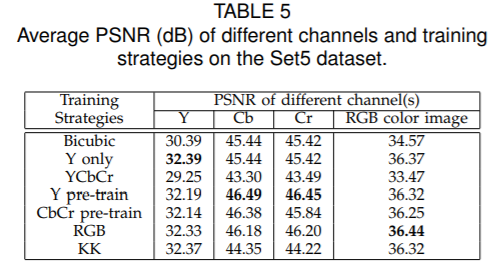 TABLE 5
Average PSNR (dB) of different channels and training
strategies on the Set5 dataset.
Training Strategies PSNR of different channel(s)
Y Cb Cr RGB color image
Bicubic 30.39 45.44 45.42 34.57
Y only 32.39 45.44 45.42 36.37
YCbCr 29.25 43.30 43.49 33.47
Y pre-train 32.19 46.49 46.45 36.32
CbCr pre-train 32.14 46.38 45.84 36.25
RGB 32.33 46.18 46.20 36.44
KK 32.37 44.35 44.22 36.32